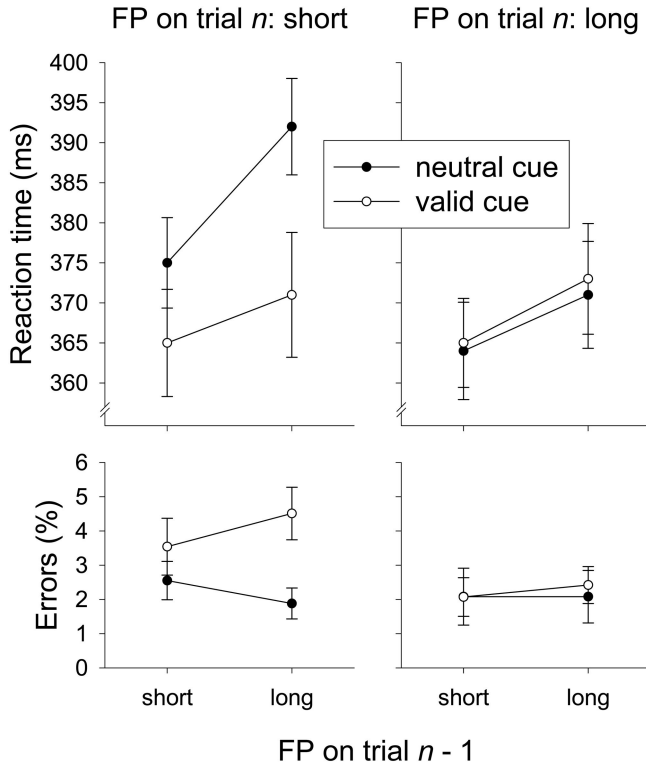 FP on trial n: short
FP on trial n: long
Reaction time (ms)
400
395
390
385
380
375
370
365
360
neutral cue
valid cue
Errors (%)
6
5
4
3
2
1
0
short
long
short
long
FP on trial n - 1